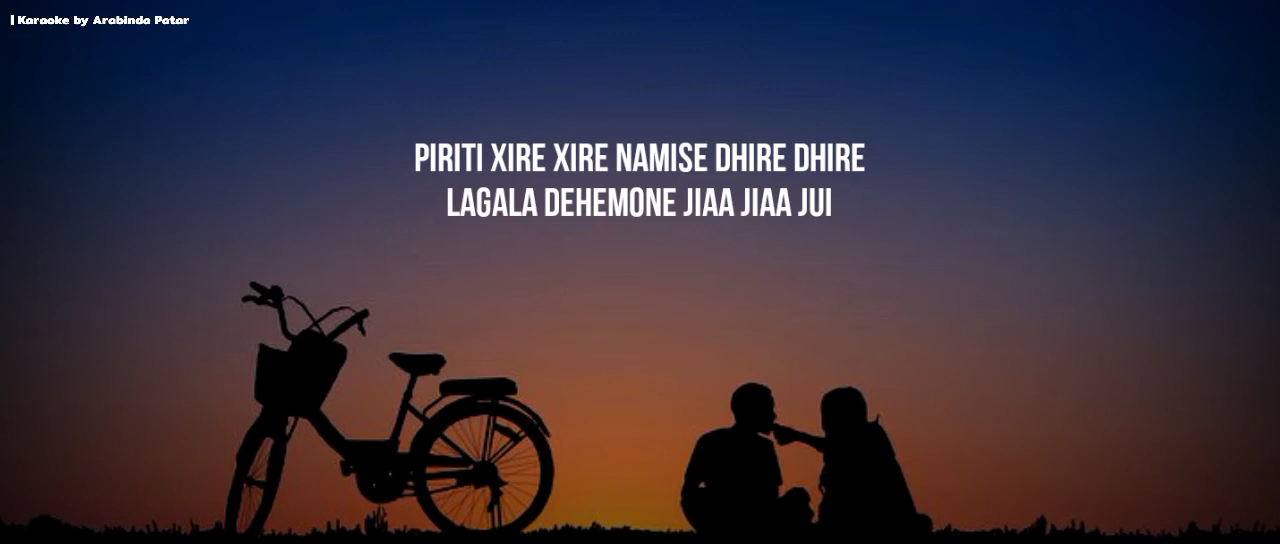 | Karaoke by Arabinda Patar
PIRITI XIRE XIRE NAMISE DHIRE DHIRE
LAGALA DEHEMONE JIAA JIAA JUI